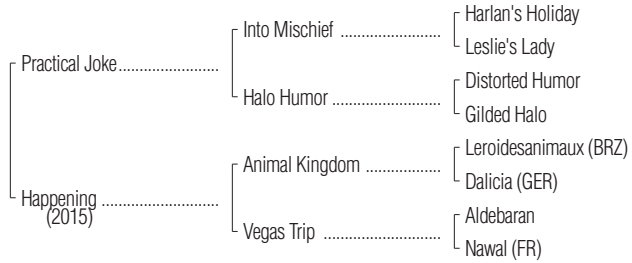 Harlan's Holiday
Into Mischief ........................
Leslie's Lady
Practical Joke........................
Distorted Humor
Halo Humor ..........................
Gilded Halo
Leroidesanimaux (BRZ)
Animal Kingdom ..................
Dalicia (GER)
Happening ............................
(2015)
Aldebaran
Vegas Trip ............................
Nawal (FR)